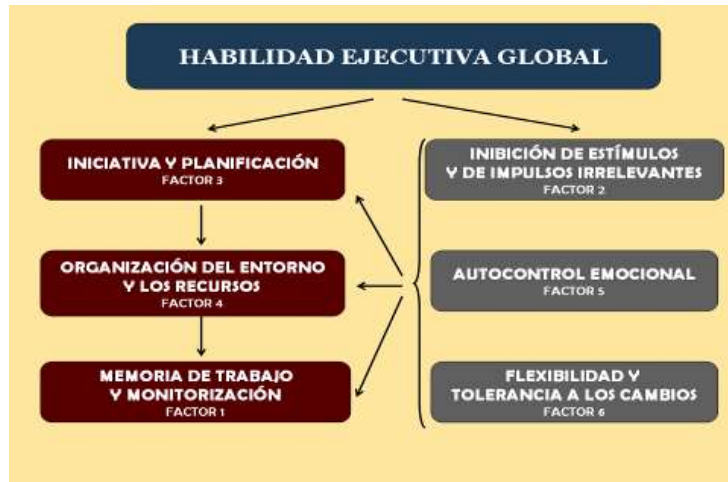 HABILIDAD EJECUTIVA GLOBAL
INICIATIVA Y PLANIFICACIÓN
FACTOR 3
INIBICIÓN DE ESTÍMULOS
Y DE IMPULSOS IRRELEVANTES
FACTOR 2
ORGANIZACIÓN DEL ENTORNO
Y LOS RECURSOS
FACTOR 4
AUTOCONTROL EMOCIONAL
FACTOR 5
MEMORIA DE TRABAJO
Y MONITORIZACIÓN
FACTOR 1
FLEXIBILIDAD Y
TOLERANCIA A LOS CAMBIOS
FACTOR 6